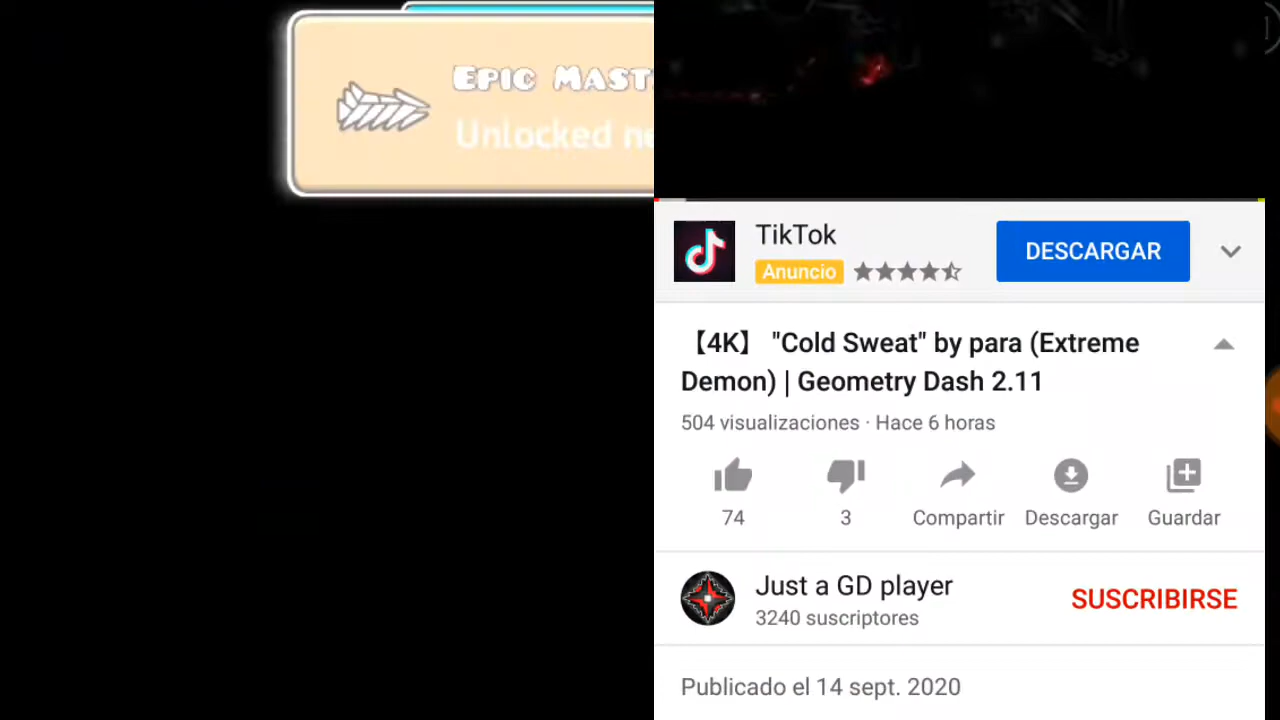 EPIC MAST
Unlocked ne
TikTok
DESCARGAR
Anuncio
【4K】 "Cold Sweat" by para (Extreme
Demon) | Geometry Dash 2.11
504 visualizaciones · Hace 6 horas
74
3
Compartir
Descargar
Guardar
Just a GD player
3240 suscriptores
SUSCRIBIRSE
Publicado el 14 sept. 2020